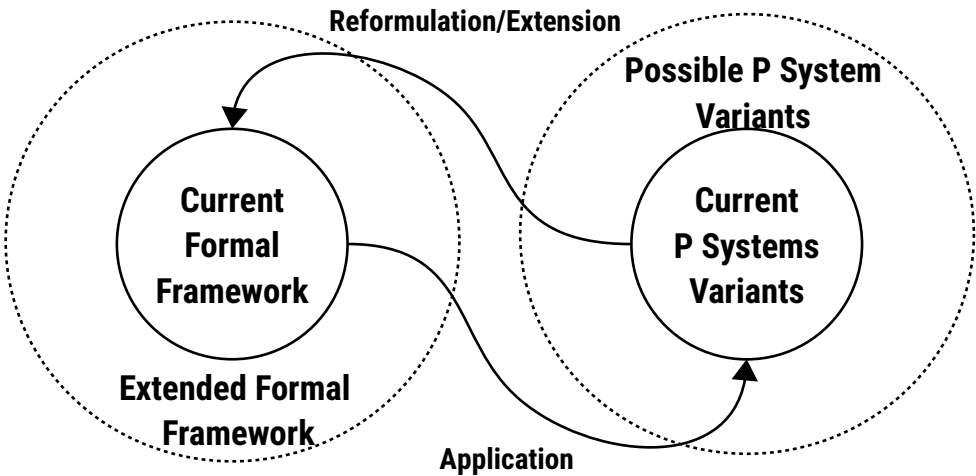 Reformulation/Extension
Possible P System
Variants
Current
Formal
Framework
Current
P Systems
Variants
Extended Formal
Framework
Application